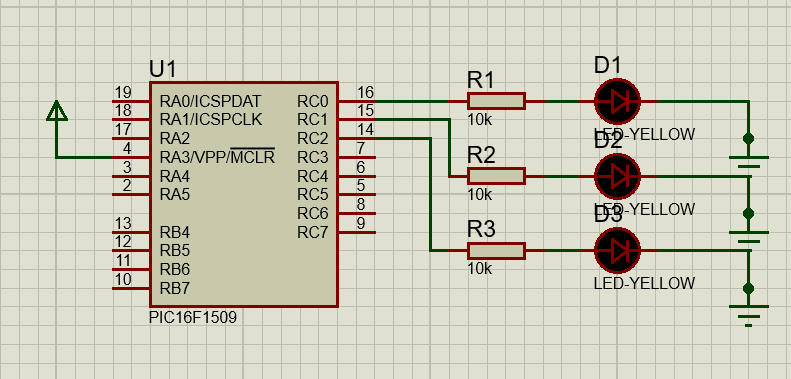 U1
19 RA0/ICSPDAT RC0 16
18 RA1/ICSPCLK RC1 15
17 RA2 RC2 14
4 RA3/VPP/MCLR RC3 7
3 RA4 RC4 6
2 RA5 RC5 5
RC6 8
13 RB4 RC7 9
12 RB5
11 RB6
10 RB7
PIC16F1509
R1
10k
D1
LED-YELLOW
R2
10k
D2
LED-YELLOW
R3
10k
D3
LED-YELLOW